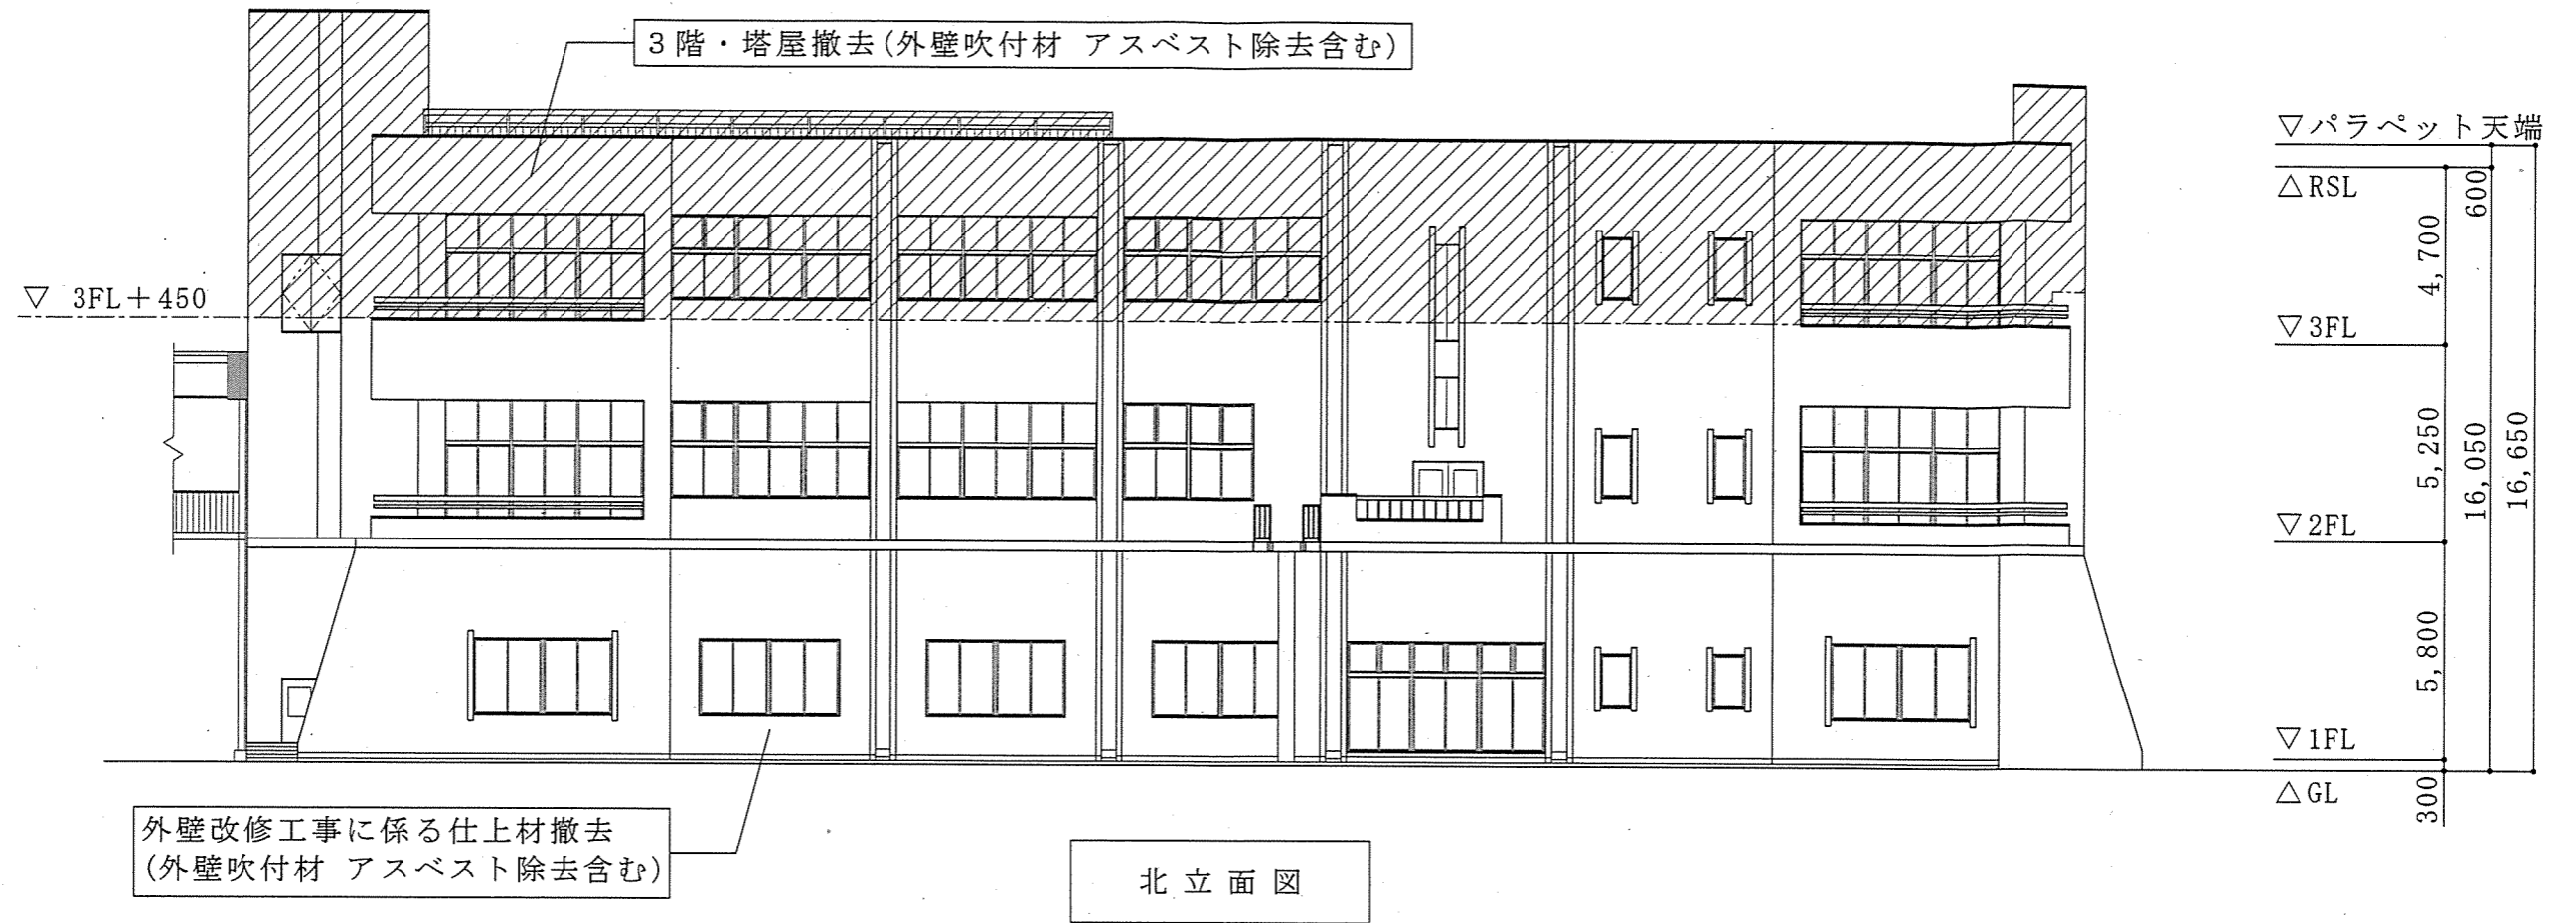 3階・塔屋撤去(外壁吹付材 アスベスト除去含む)
▽パラペット天端
△RSL
600
4,700
▽ 3FL+450
▽3FL
5,250
16,050
16,650
▽2FL
5,800
▽1FL
△GL
300
外壁改修工事に係る仕上材撤去
(外壁吹付材 アスベスト除去含む)
北立面図